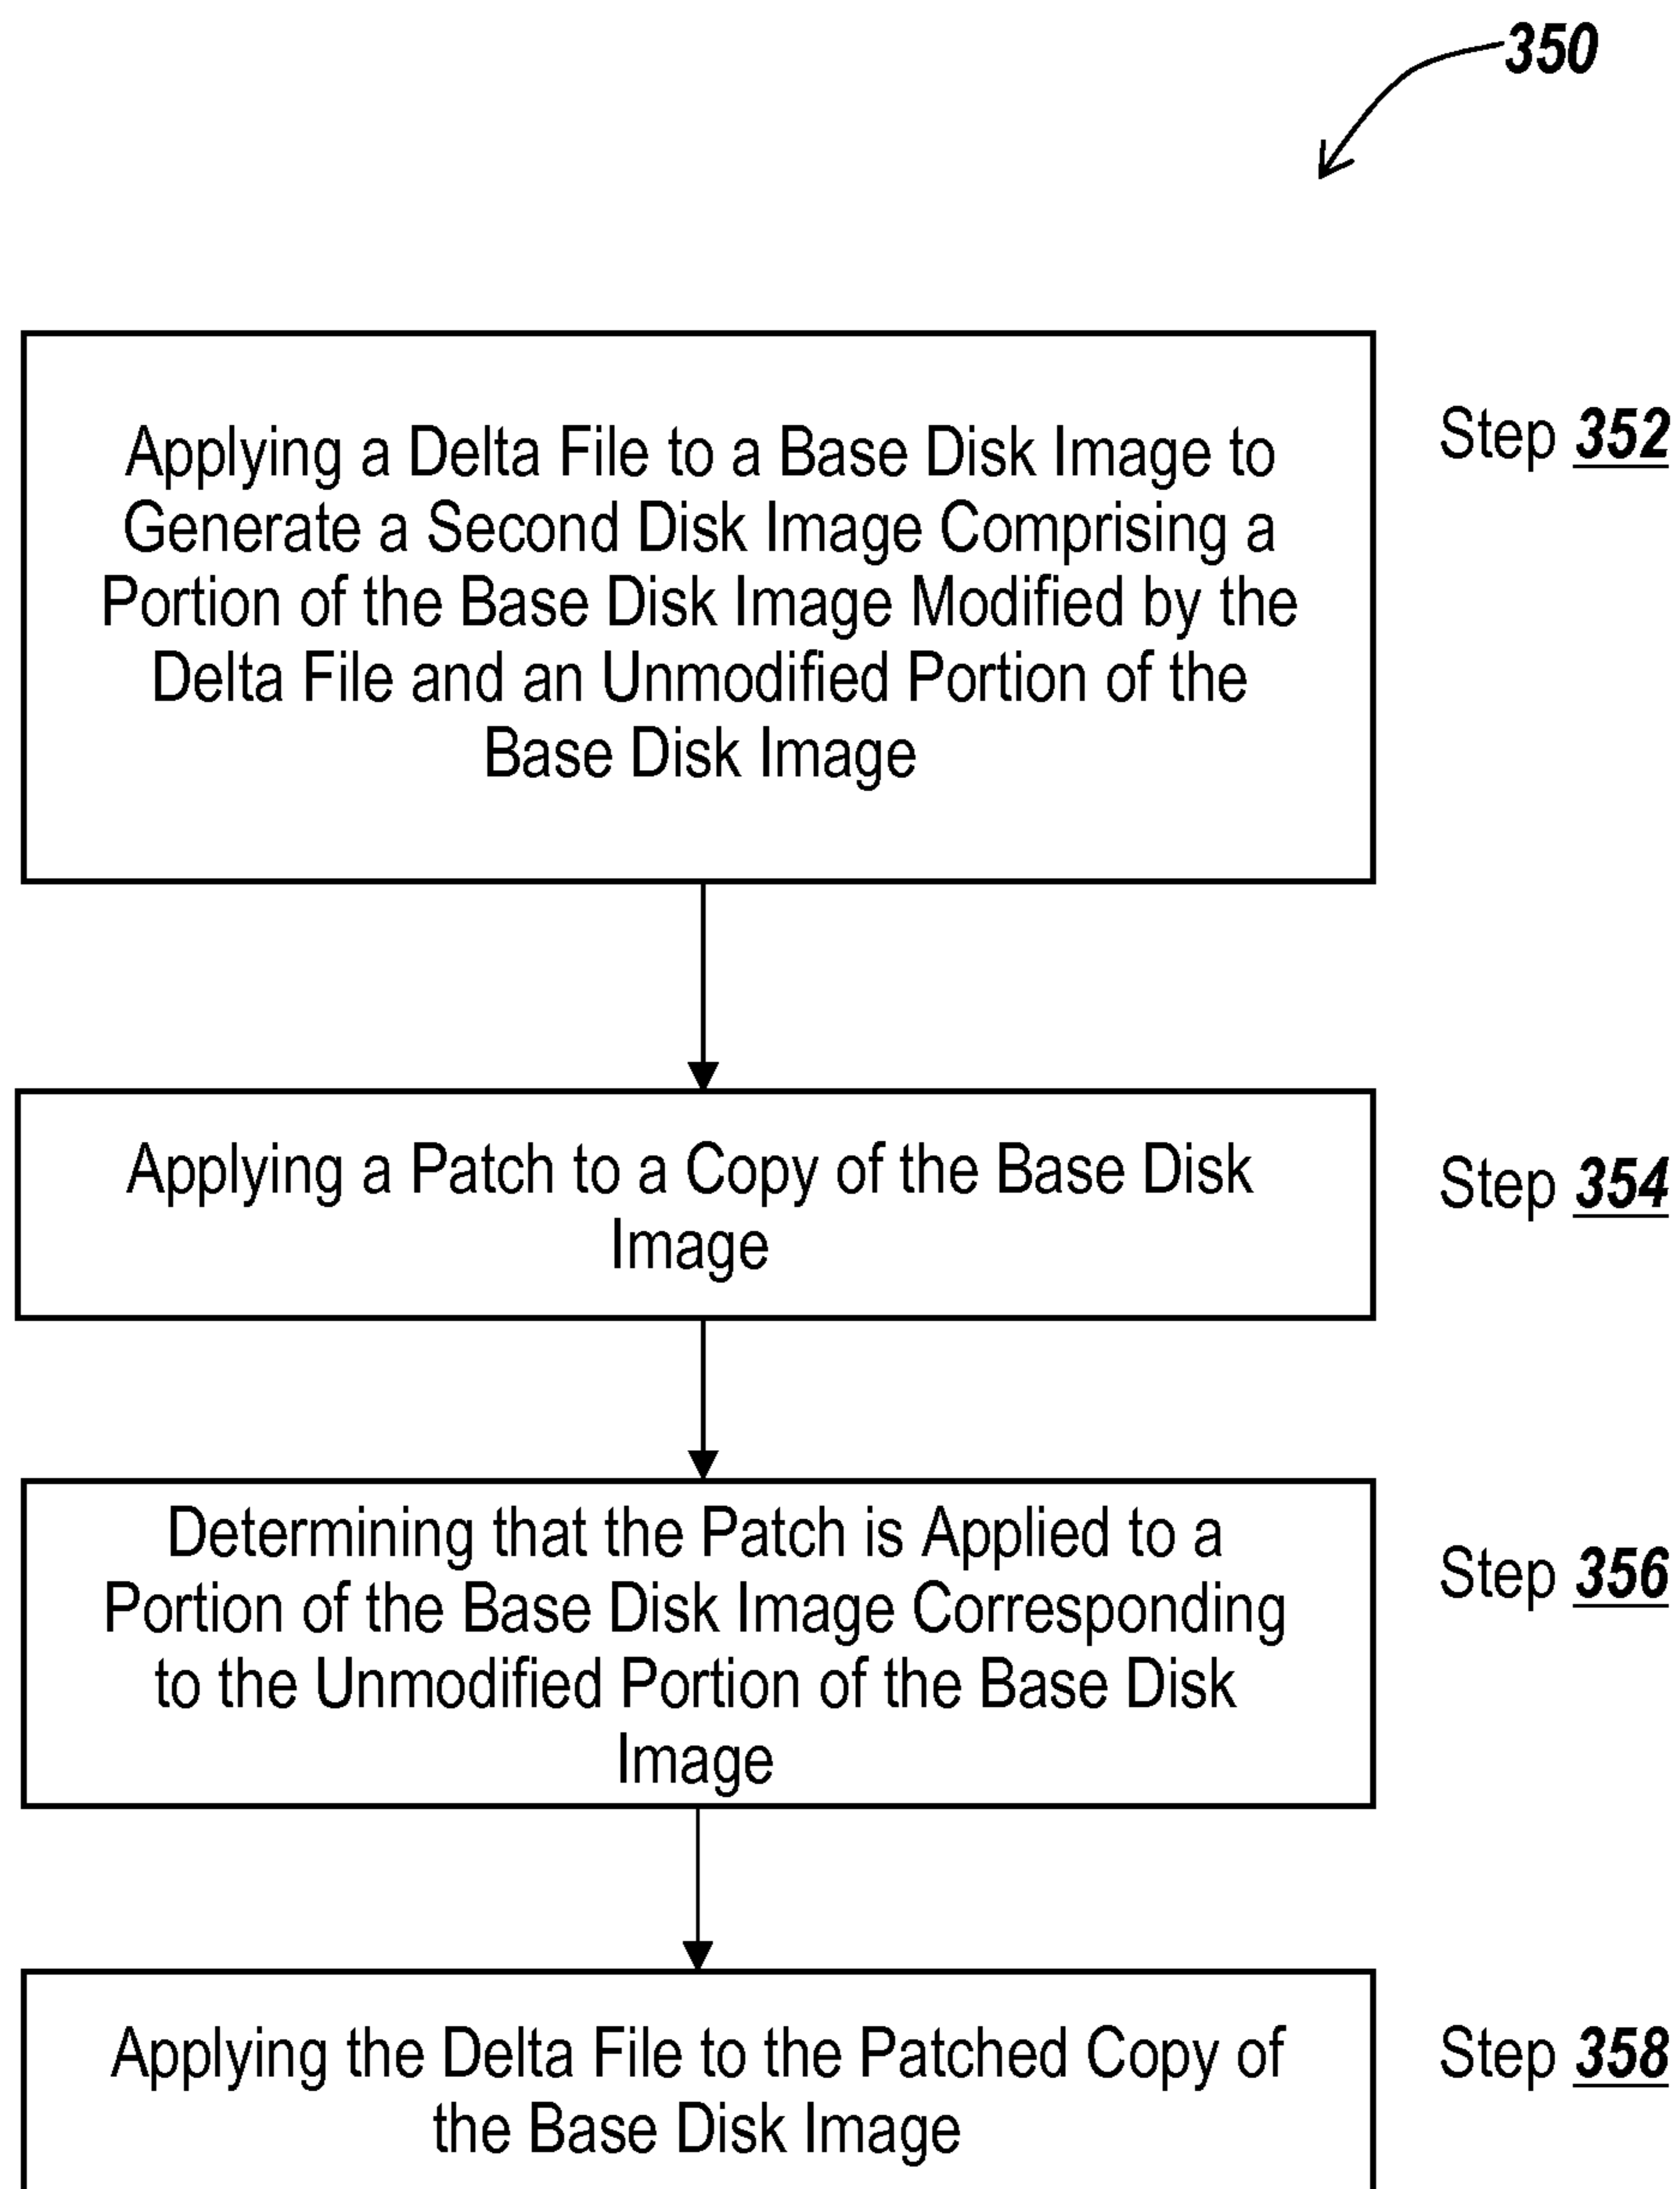 350
Applying a Delta File to a Base Disk Image to
Generate a Second Disk Image Comprising a
Portion of the Base Disk Image Modified by the
Delta File and an Unmodified Portion of the
Base Disk Image
Step 352
Applying a Patch to a Copy of the Base Disk
Image
Step 354
Determining that the Patch is Applied to a
Portion of the Base Disk Image Corresponding
to the Unmodified Portion of the Base Disk
Image
Step 356
Applying the Delta File to the Patched Copy of
the Base Disk Image
Step 358